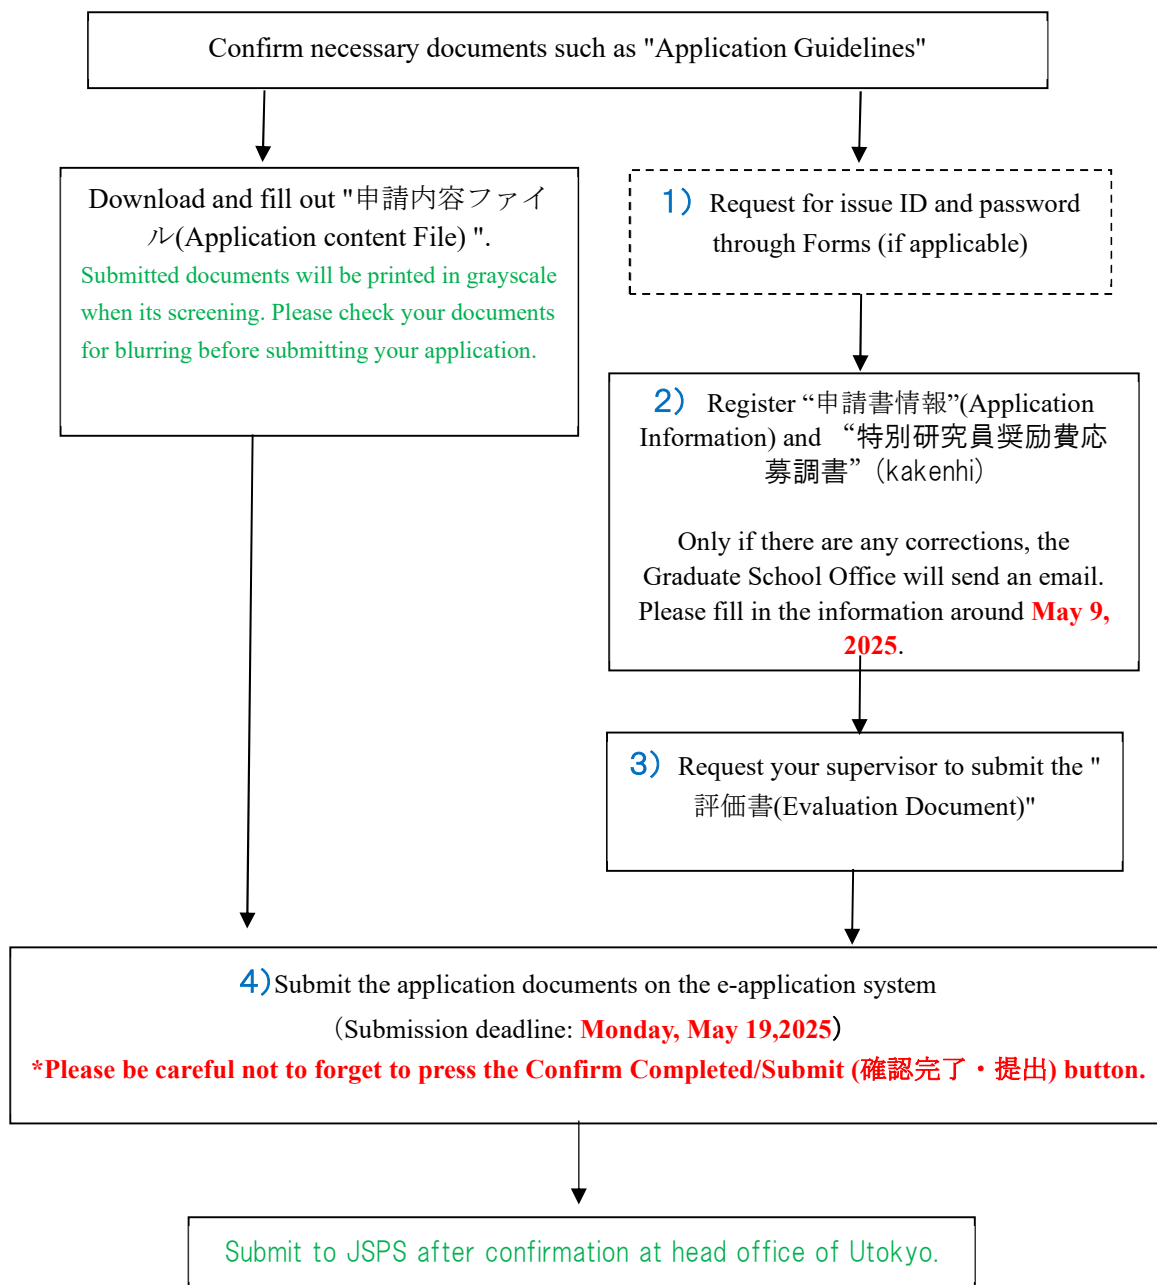 Confirm necessary documents such as "Application Guidelines"
Download and fill out "申請内容ファイ
ル(Application content File) ".
Submitted documents will be printed in grayscale
when its screening. Please check your documents
for blurring before submitting your application.
1) Request for issue ID and password
through Forms (if applicable)
2) Register “申請書情報”(Application
Information) and “特別研究員奨励費応
募調書” (kakenhi)
Only if there are any corrections, the
Graduate School Office will send an email.
Please fill in the information around May 9,
2025.
3) Request your supervisor to submit the "
評価書(Evaluation Document)"
4)Submit the application documents on the e-application system
(Submission deadline: Monday, May 19,2025)
*Please be careful not to forget to press the Confirm Completed/Submit (確認完了・提出) button.
Submit to JSPS after confirmation at head office of Utokyo.